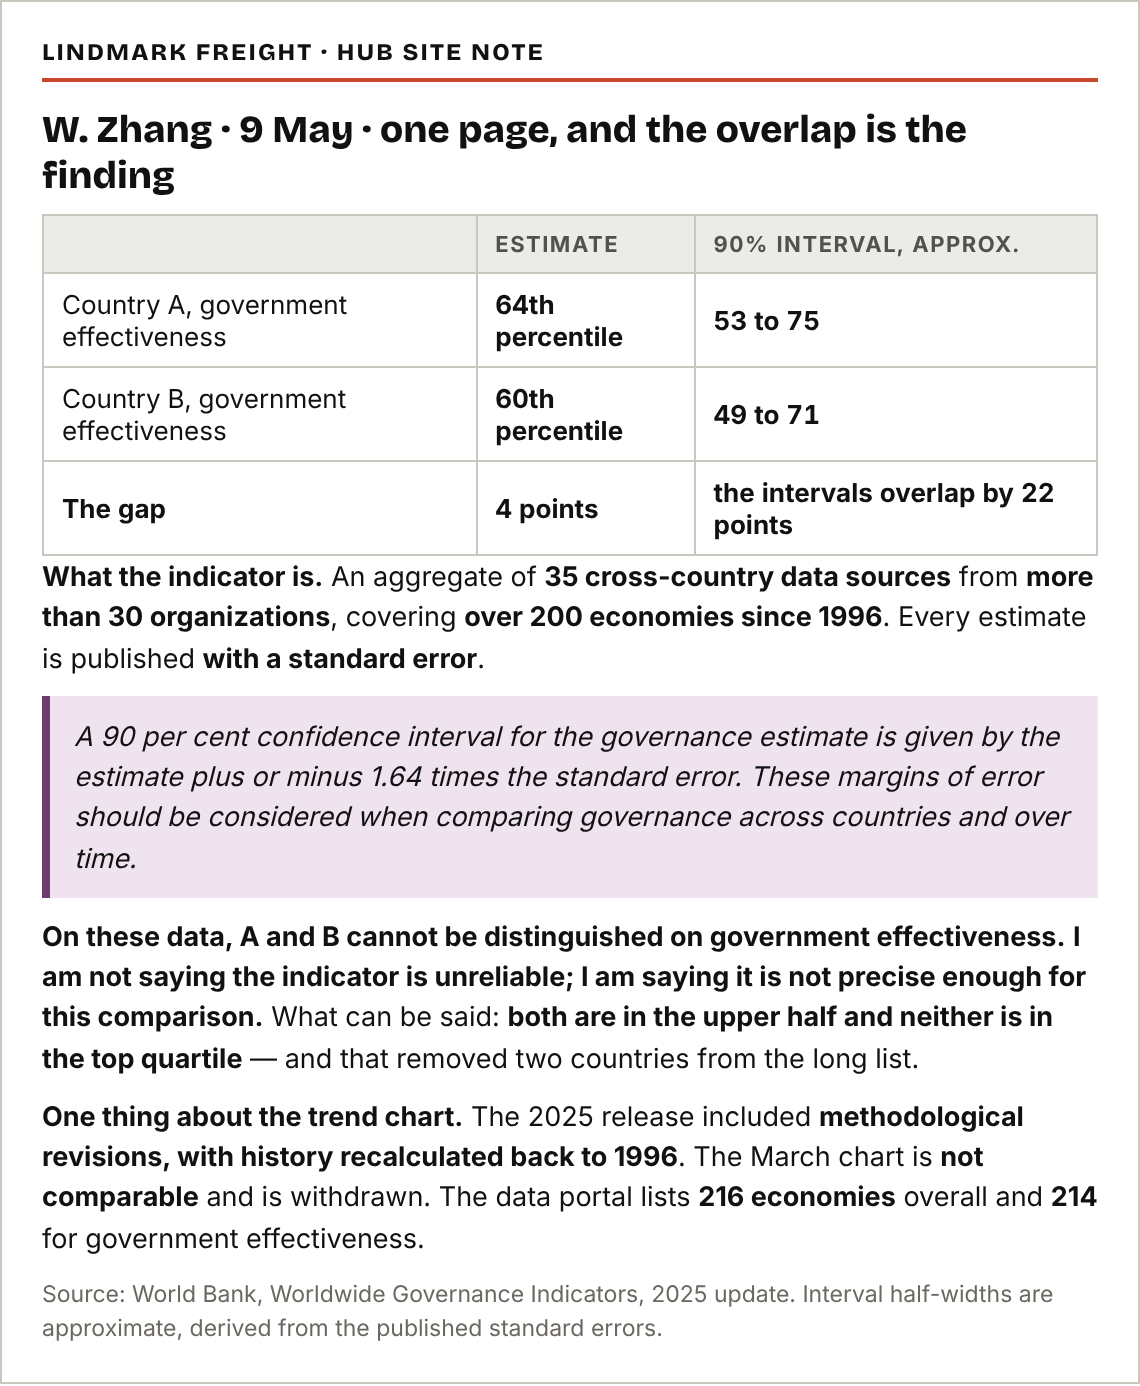 LINDMARK FREIGHT · HUB SITE NOTE
W. Zhang · 9 May · one page, and the overlap is the
finding
ESTIMATE
90% INTERVAL, APPROX.
Country A, government
effectiveness
64th
percentile
53 to 75
Country B, government
effectiveness
60th
percentile
49 to 71
The gap
4 points
the intervals overlap by 22
points
What the indicator is. An aggregate of 35 cross-country data sources from more
than 30 organizations, covering over 200 economies since 1996. Every estimate
is published with a standard error.
A 90 per cent confidence interval for the governance estimate is given by the
estimate plus or minus 1.64 times the standard error. These margins of error
should be considered when comparing governance across countries and over
time.
On these data, A and B cannot be distinguished on government effectiveness. I
am not saying the indicator is unreliable; I am saying it is not precise enough for
this comparison. What can be said: both are in the upper half and neither is in
the top quartile — and that removed two countries from the long list.
One thing about the trend chart. The 2025 release included methodological
revisions, with history recalculated back to 1996. The March chart is not
comparable and is withdrawn. The data portal lists 216 economies overall and 214
for government effectiveness.
Source: World Bank, Worldwide Governance Indicators, 2025 update. Interval half-widths are
approximate, derived from the published standard errors.